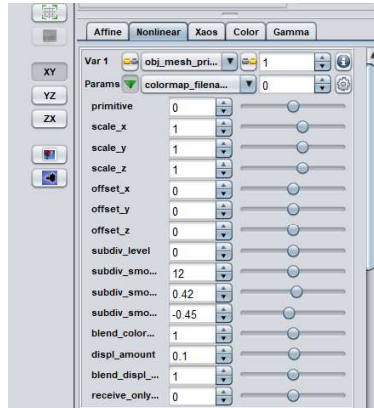 Affine Nonlinear Xaos Color Gamma
XY
YZ
ZX
Var 1 obj_mesh_pri... 1
Params colormap_filena... 0
primitive 0
scale_x 1
scale_y 1
scale_z 1
offset_x 0
offset_y 0
offset_z 0
subdiv_level 0
subdiv_smo... 12
subdiv_smo... 0.42
subdiv_smo... -0.45
blend_color... 1
displ_amount 0.1
blend_displ_... 1
receive_only... 0